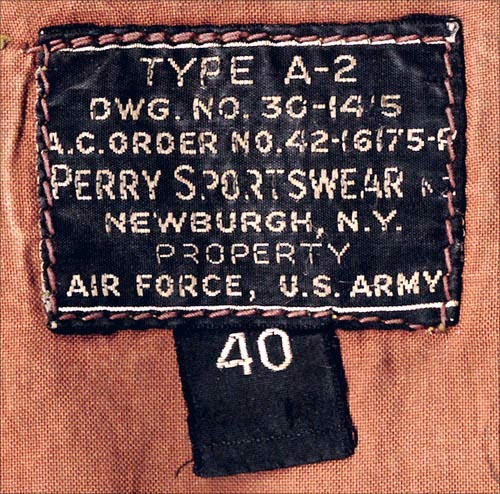 TYPE A-2
DWG. NO. 30-1415
A.C. ORDER NO. 42-16175-P
PERRY SPORTSWEAR
NEWBURGH, N.Y.
PROPERTY
AIR FORCE, U.S. ARMY
40